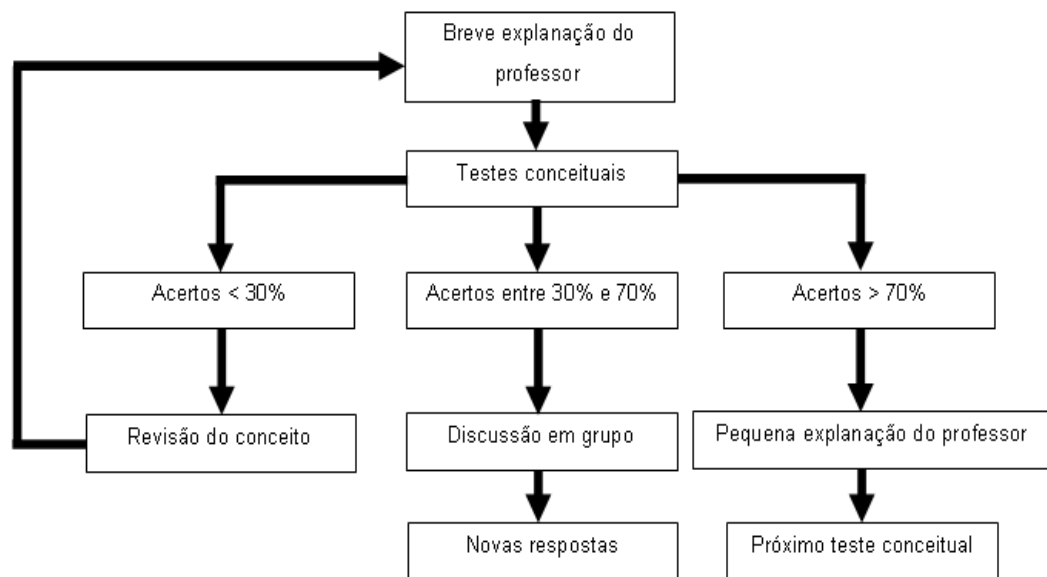 Breve explanação do
professor
Testes conceituais
Acertos < 30%
Acertos entre 30% e 70%
Acertos > 70%
Revisão do conceito
Discussão em grupo
Pequena explanação do professor
Novas respostas
Próximo teste conceitual